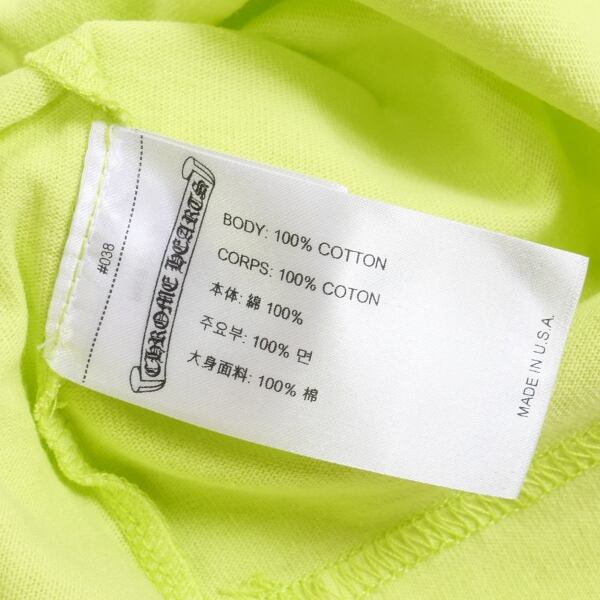 #038
CHROME HEARTS
BODY: 100% COTTON
CORPS: 100% COTON
本体: 綿 100%
주요부: 100% 면
大身面料: 100% 棉
MADE IN U.S.A.